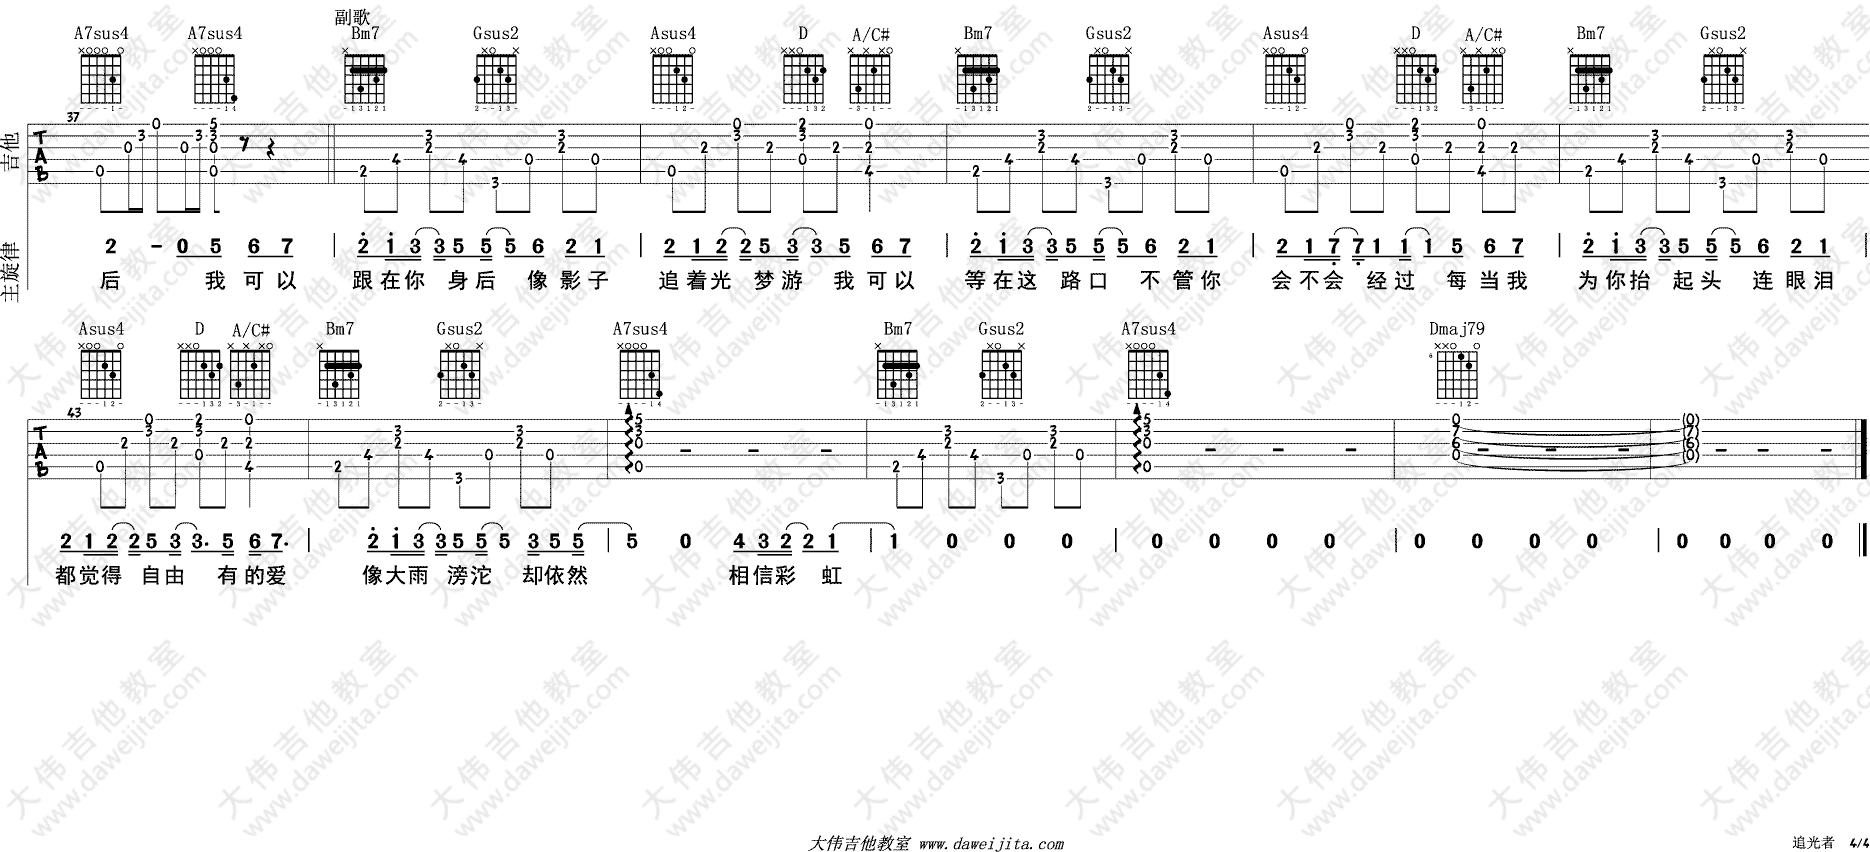 副歌
A7sus4 A7sus4 Bm7 Gsus2 Asus4 D A/C# Bm7 Gsus2 Asus4 D A/C# Bm7 Gsus2
吉他
37
TAB
主旋律
2 - 0 5 6 7 | 2 1 3 3 5 5 5 6 2 1 | 2 1 2 2 5 3 3 5 6 7 | 2 1 3 3 5 5 5 6 2 1 | 2 1 7 7 1 1 1 5 6 7 | 2 1 3 3 5 5 5 6 2 1
后 我 可 以 跟 在 你 身 后 像 影 子 追 着 光 梦 游 我 可 以 等 在 这 路 口 不 管 你 会 不 会 经 过 每 当 我 为 你 抬 起 头 连 眼 泪
Asus4 D A/C# Bm7 Gsus2 A7sus4 Bm7 Gsus2 A7sus4 Dmaj79
43
TAB
2 1 2 2 5 3 3. 5 6 7. | 2 1 3 3 5 5 5 3 5 5 | 5 0 4 3 2 2 1 | 1 0 0 0 | 0 0 0 0 | 0 0 0 0 | 0 0 0 0
都 觉 得 自 由 有 的 爱 像 大 雨 滂 沱 却 依 然 相 信 彩 虹
大伟吉他教室 www.daweijita.com
追光者 4/4